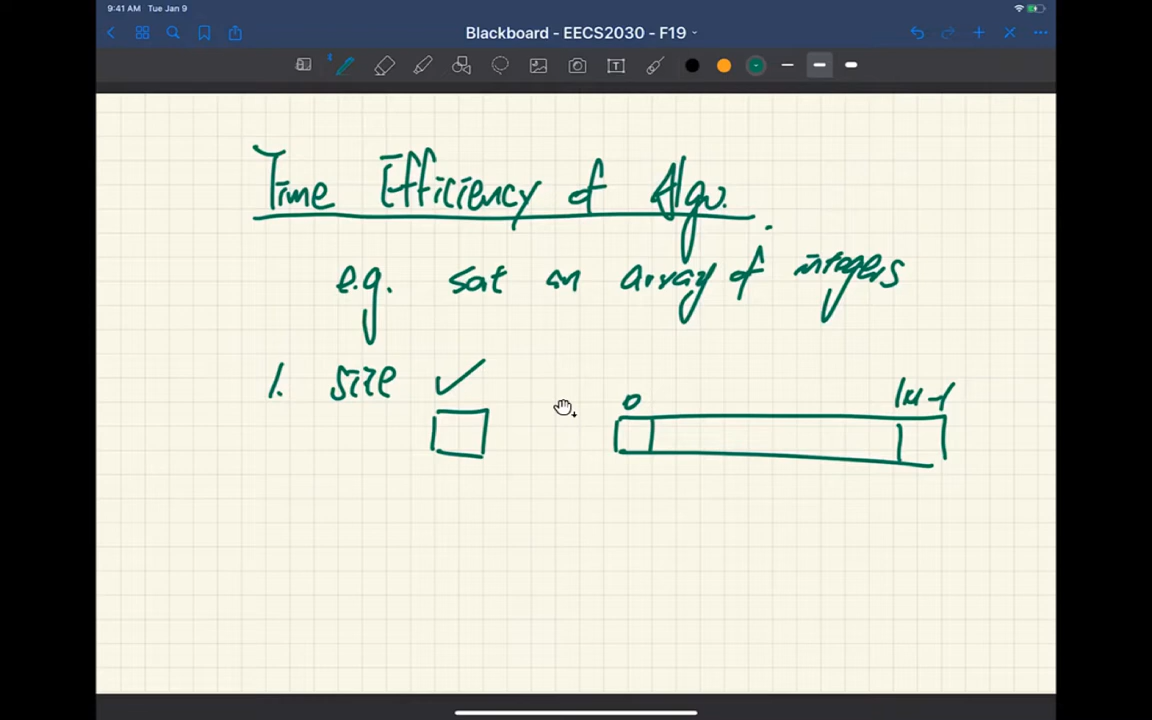 9:41 AM Tue Jan 9
Blackboard - EECS2030 - F19
Time Efficiency of Algo.
e.g. sort an array of integers
1. size ✓
0